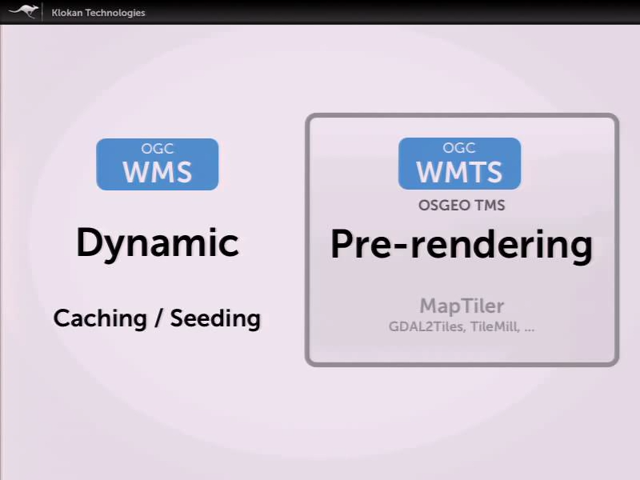 Klokan Technologies
OGC
WMS
Dynamic
Caching / Seeding
OGC
WMTS
OSGEO TMS
Pre-rendering
MapTiler
GDAL2Tiles, TileMill, ...